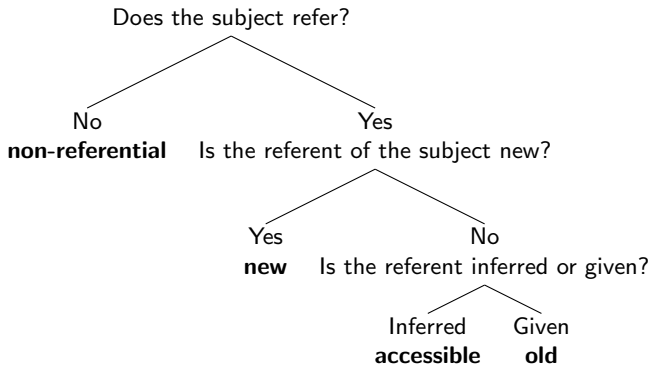 Does the subject refer?
No Yes
non-referential Is the referent of the subject new?
Yes No
new Is the referent inferred or given?
Inferred Given
accessible old